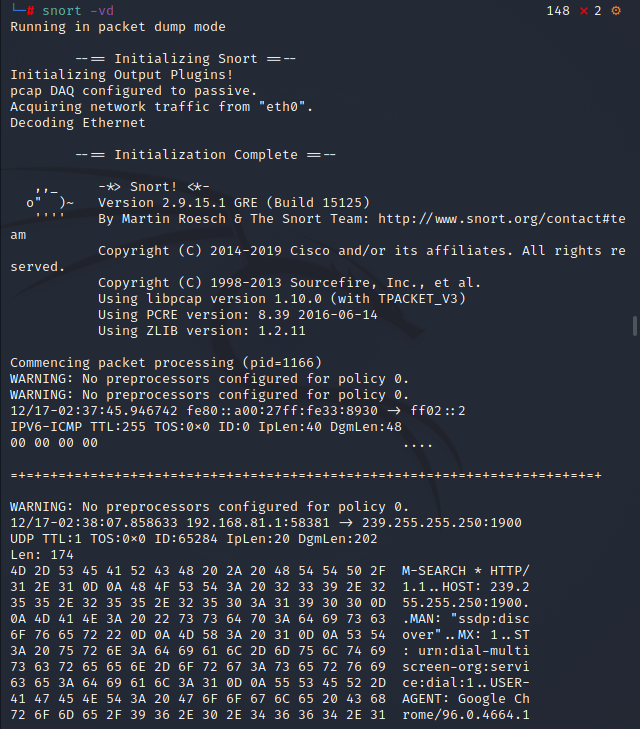 └─# snort -vd 148 ⨯ 2 ⚙
Running in packet dump mode
--== Initializing Snort ==--
Initializing Output Plugins!
pcap DAQ configured to passive.
Acquiring network traffic from "eth0".
Decoding Ethernet
--== Initialization Complete ==--
,,_ -*> Snort! <*-
o" )~ Version 2.9.15.1 GRE (Build 15125)
'''' By Martin Roesch & The Snort Team: http://www.snort.org/contact#te
am
Copyright (C) 2014-2019 Cisco and/or its affiliates. All rights re
served.
Copyright (C) 1998-2013 Sourcefire, Inc., et al.
Using libpcap version 1.10.0 (with TPACKET_V3)
Using PCRE version: 8.39 2016-06-14
Using ZLIB version: 1.2.11
Commencing packet processing (pid=1166)
WARNING: No preprocessors configured for policy 0.
WARNING: No preprocessors configured for policy 0.
12/17-02:37:45.946742 fe80::a00:27ff:fe33:8930 -> ff02::2
IPV6-ICMP TTL:255 TOS:0x0 ID:0 IpLen:40 DgmLen:48
00 00 00 00 ....
=+=+=+=+=+=+=+=+=+=+=+=+=+=+=+=+=+=+=+=+=+=+=+=+=+=+=+=+=+=+=+=+=+=+=+=+=+
WARNING: No preprocessors configured for policy 0.
12/17-02:38:07.858633 192.168.81.1:58381 -> 239.255.255.250:1900
UDP TTL:1 TOS:0x0 ID:65284 IpLen:20 DgmLen:202
Len: 174
4D 2D 53 45 41 52 43 48 20 2A 20 48 54 54 50 2F M-SEARCH * HTTP/
31 2E 31 0D 0A 48 4F 53 54 3A 20 32 33 39 2E 32 1.1..HOST: 239.2
35 35 2E 32 35 35 2E 32 35 30 3A 31 39 30 30 0D 55.255.250:1900.
0A 4D 41 4E 3A 20 22 73 73 64 70 3A 64 69 73 63 .MAN: "ssdp:disc
6F 76 65 72 22 0D 0A 4D 58 3A 20 31 0D 0A 53 54 over"..MX: 1..ST
3A 20 75 72 6E 3A 64 69 61 6C 2D 6D 75 6C 74 69 : urn:dial-multi
73 63 72 65 65 6E 2D 6F 72 67 3A 73 65 72 76 69 screen-org:servi
63 65 3A 64 69 61 6C 3A 31 0D 0A 55 53 45 52 2D ce:dial:1..USER-
41 47 45 4E 54 3A 20 47 6F 6F 67 6C 65 20 43 68 AGENT: Google Ch
72 6F 6D 65 2F 39 36 2E 30 2E 34 36 36 34 2E 31 rome/96.0.4664.1